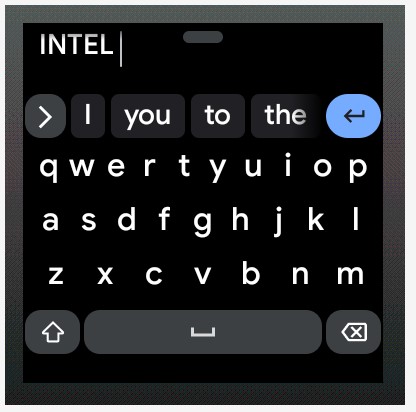 INTEL
I you to the
q w e r t y u i o p
a s d f g h j k l
z x c v b n m